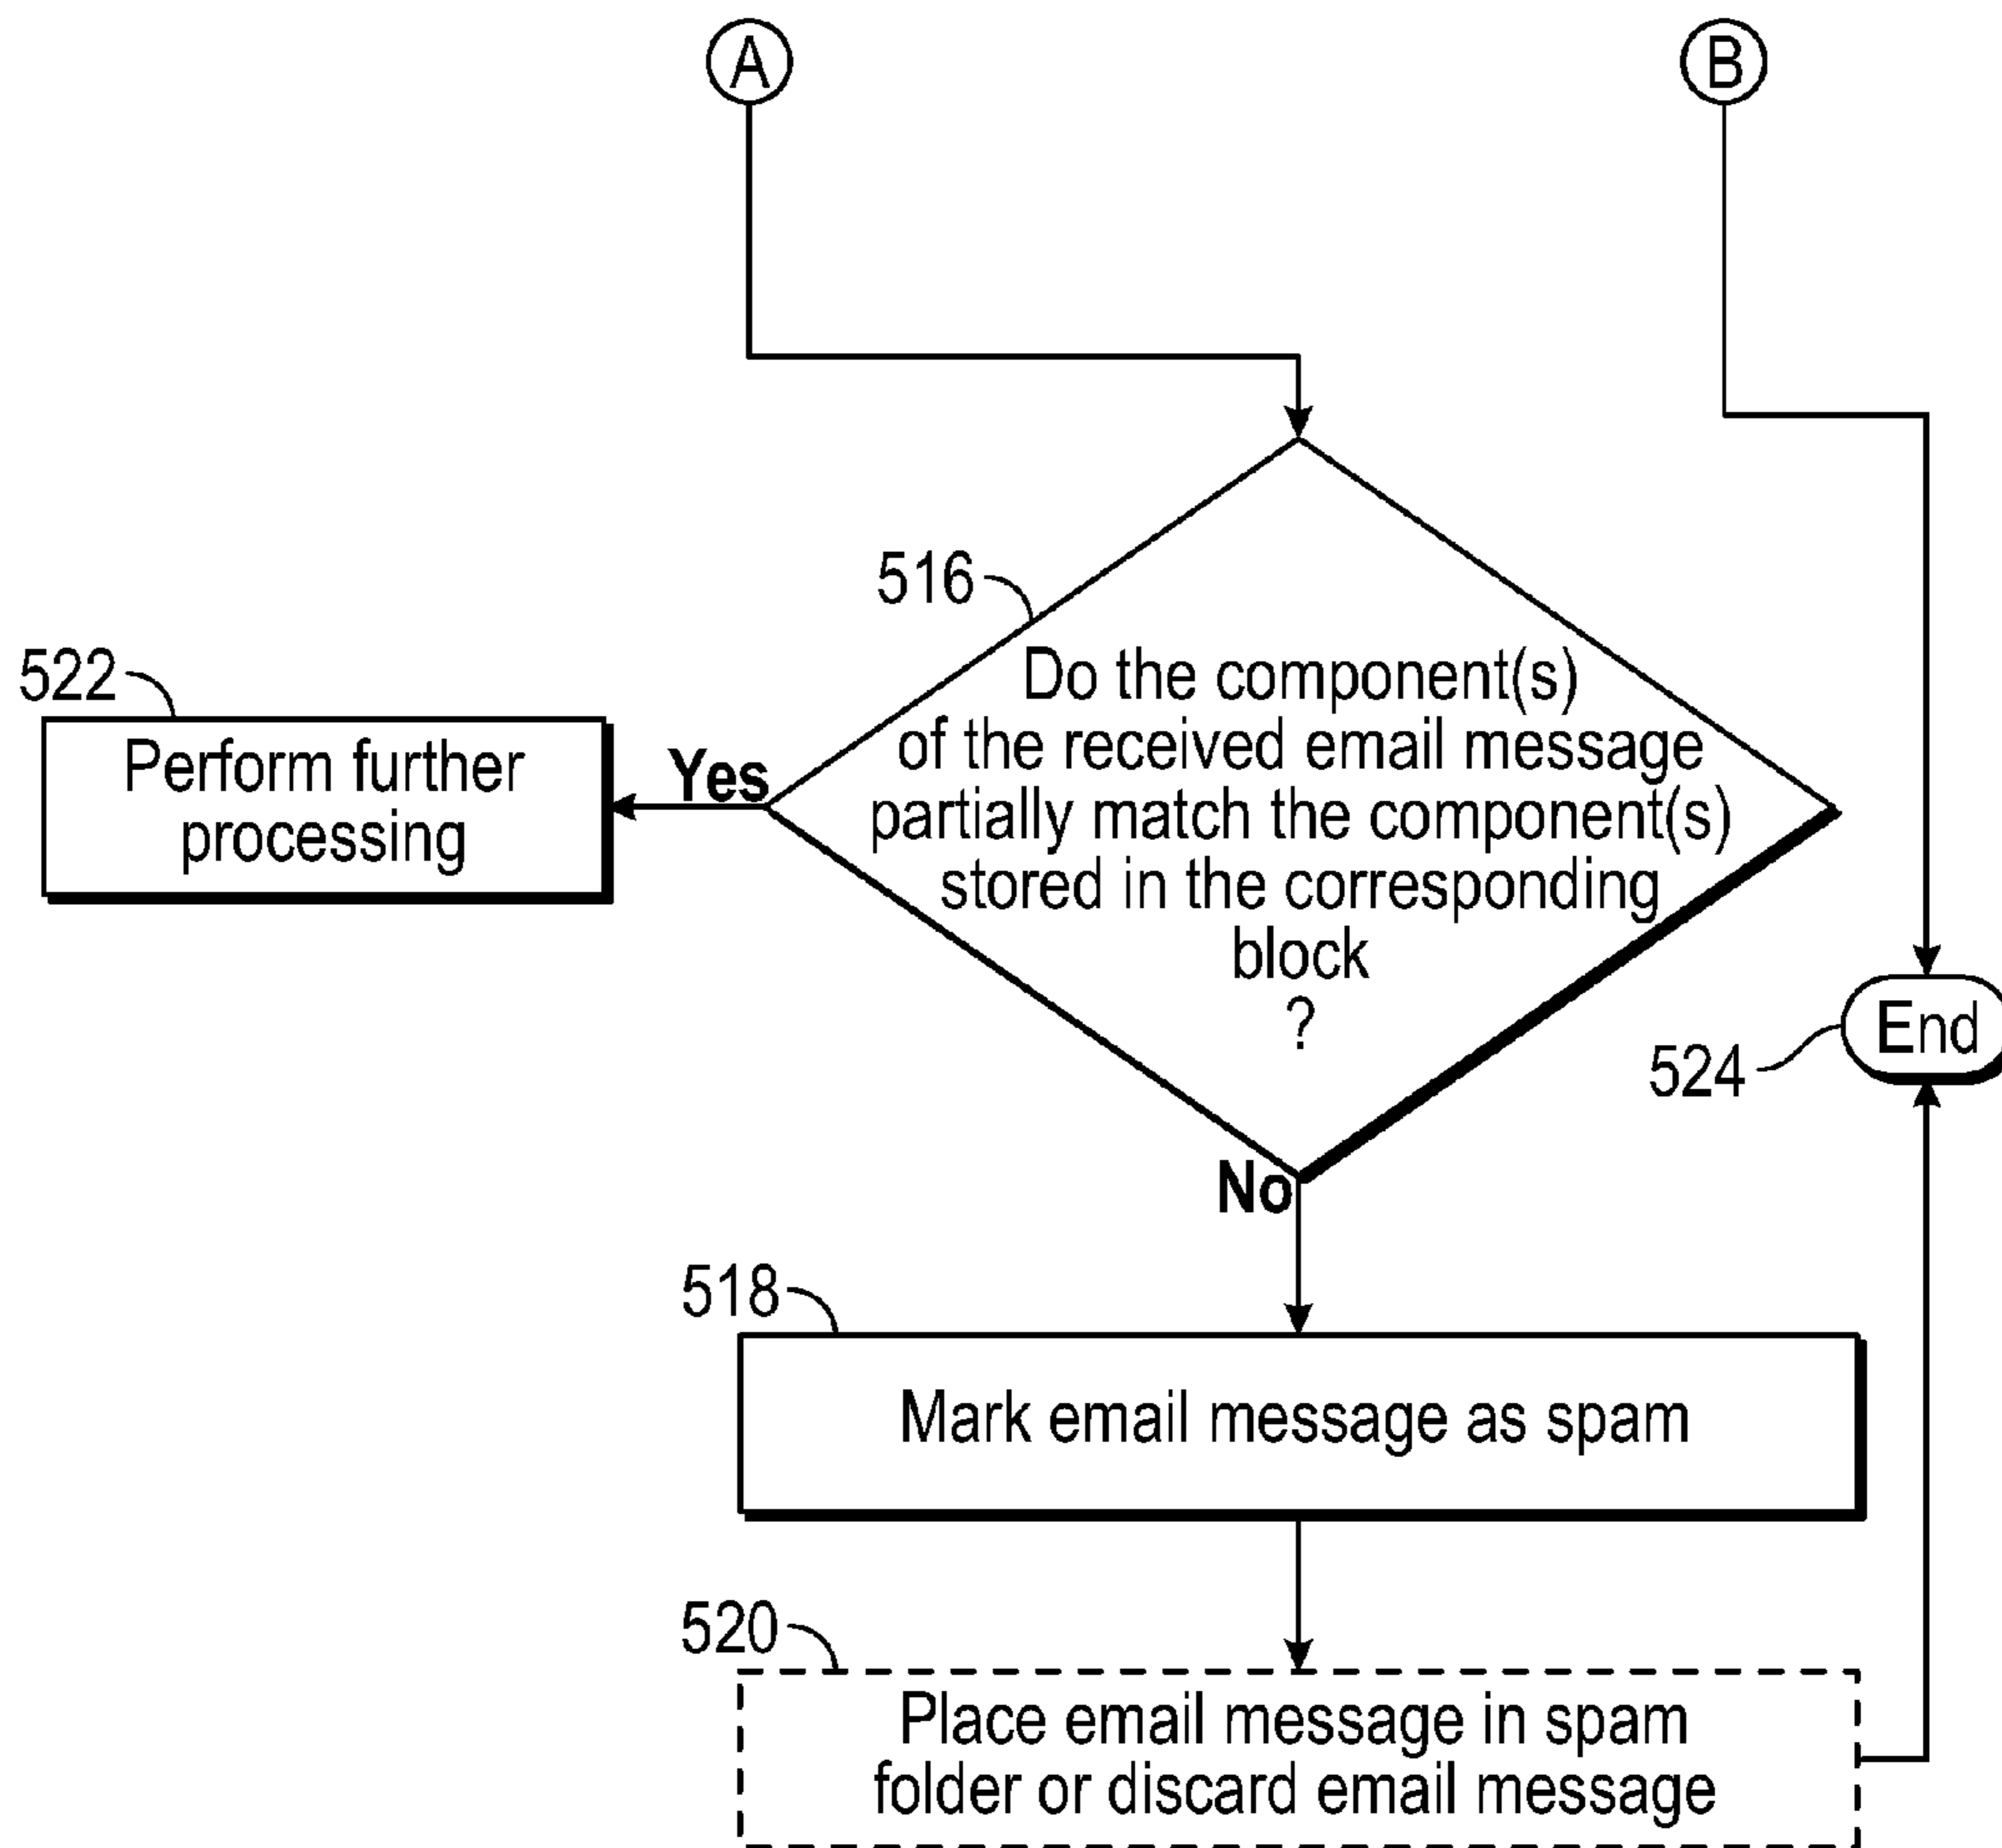 A
B
516
Do the component(s)
of the received email message
partially match the component(s)
stored in the corresponding
block
?
522
Perform further
processing
Yes
524
End
No
518
Mark email message as spam
520
Place email message in spam
folder or discard email message